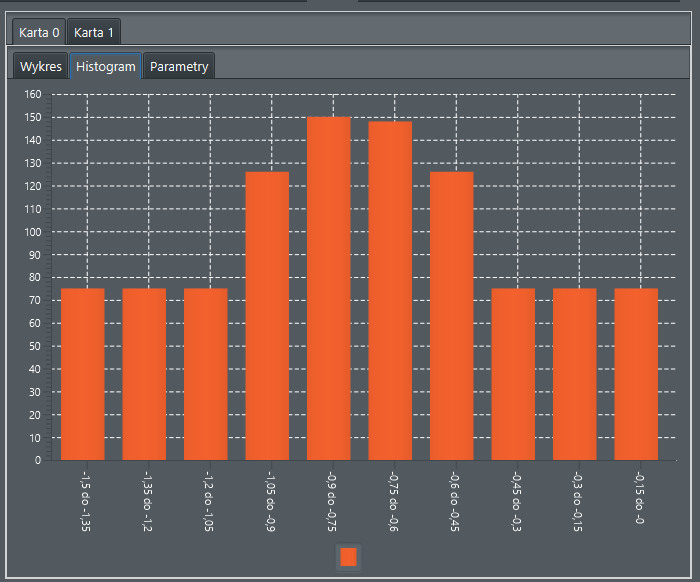 Karta 0 Karta 1
Wykres Histogram Parametry
160
150
140
130
120
110
100
90
80
70
60
50
40
30
20
10
0
-1,5 do -1,35
-1,35 do -1,2
-1,2 do -1,05
-1,05 do -0,9
-0,9 do -0,75
-0,75 do -0,6
-0,6 do -0,45
-0,45 do -0,3
-0,3 do -0,15
-0,15 do -0